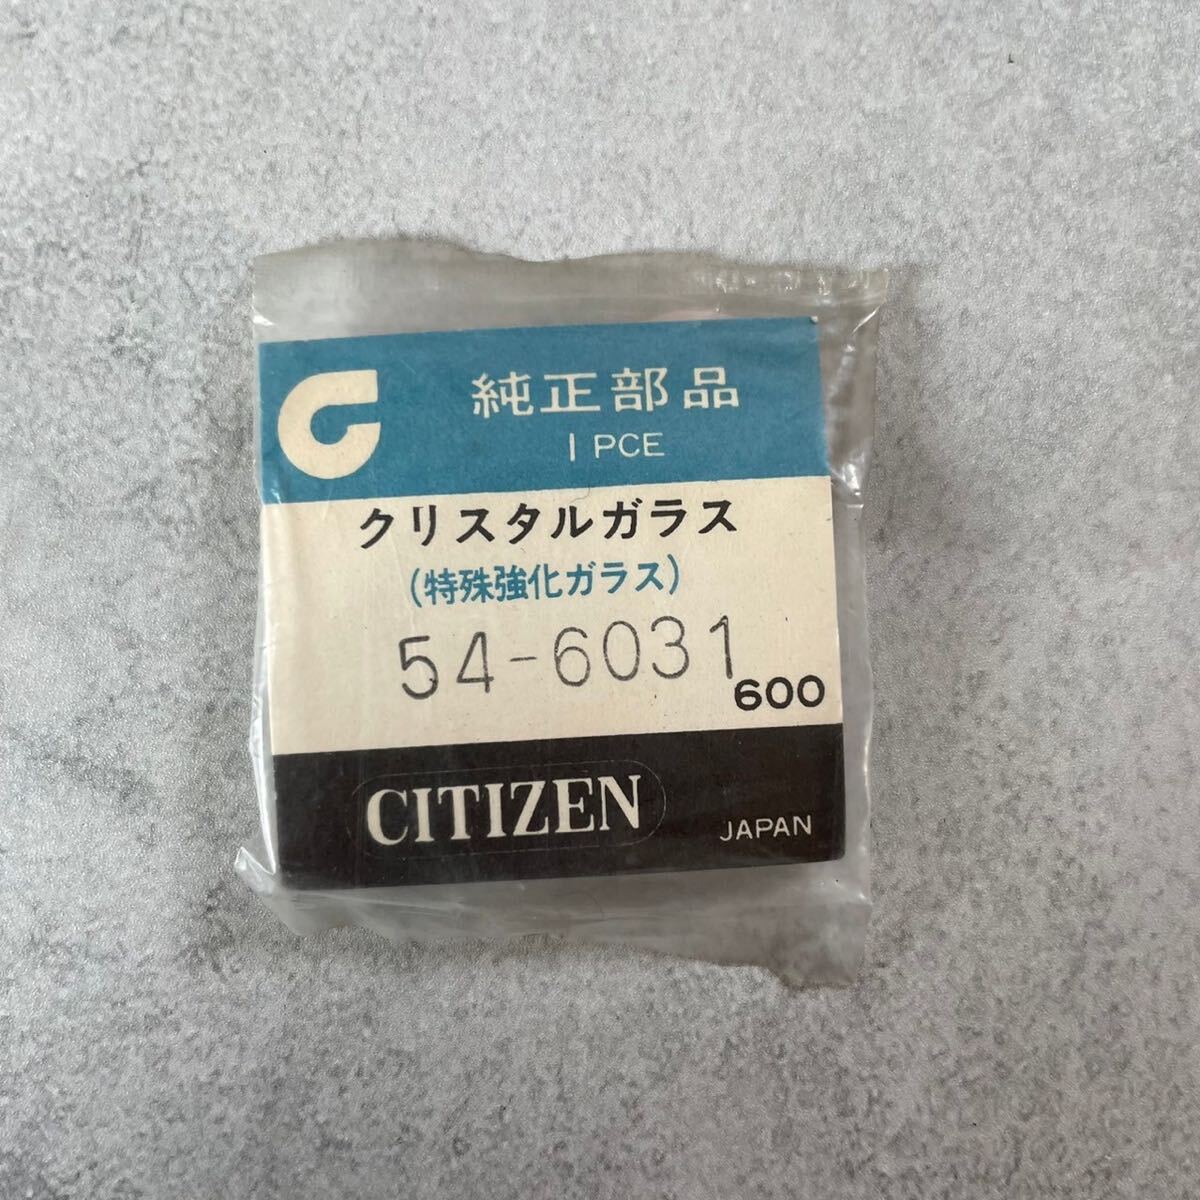 純正部品
1 PCE
クリスタルガラス
(特殊強化ガラス)
54-6031
600
CITIZEN
JAPAN